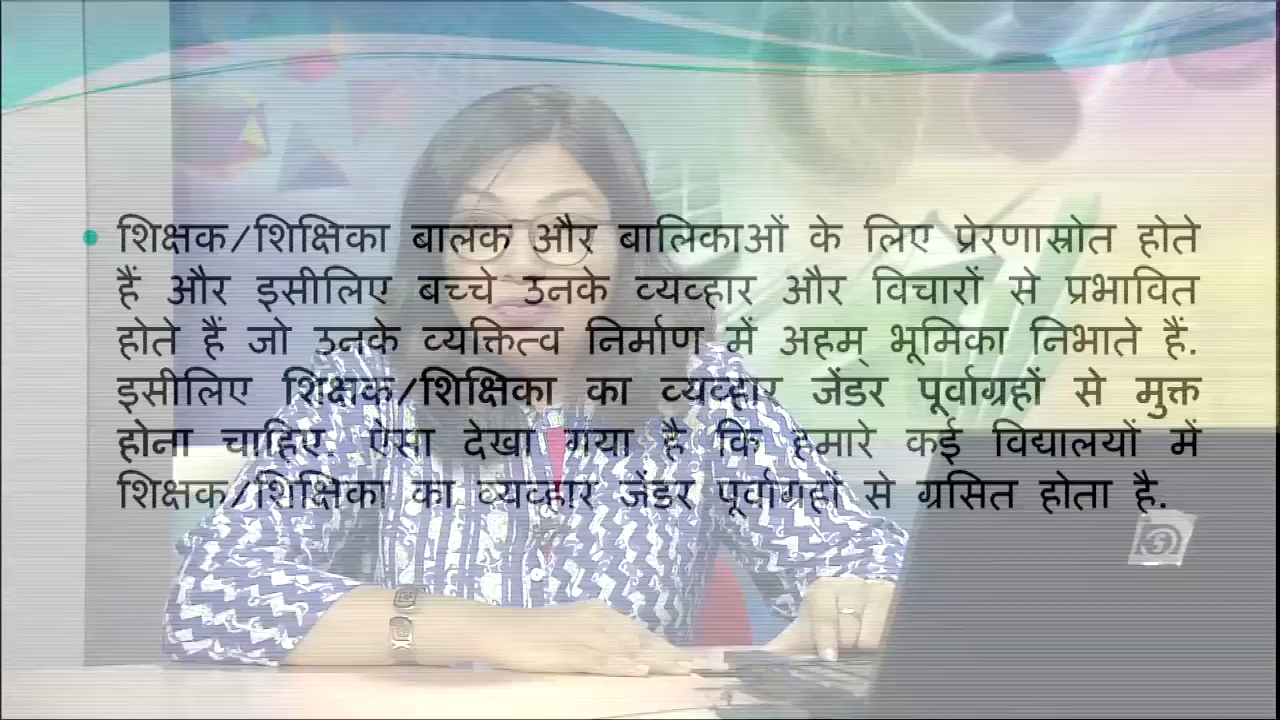 शिक्षक/शिक्षिका बालक और बालिकाओं के लिए प्रेरणास्रोत होते
हैं और इसीलिए बच्चे उनके व्यव्हार और विचारों से प्रभावित
होते हैं जो उनके व्यक्तित्व निर्माण में अहम् भूमिका निभाते हैं.
इसीलिए शिक्षक/शिक्षिका का व्यव्हार जेंडर पूर्वाग्रहों से मुक्त
होना चाहिए. ऐसा देखा गया है कि हमारे कई विद्यालयों में
शिक्षक/शिक्षिका का व्यव्हार जेंडर पूर्वाग्रहों से ग्रसित होता है.